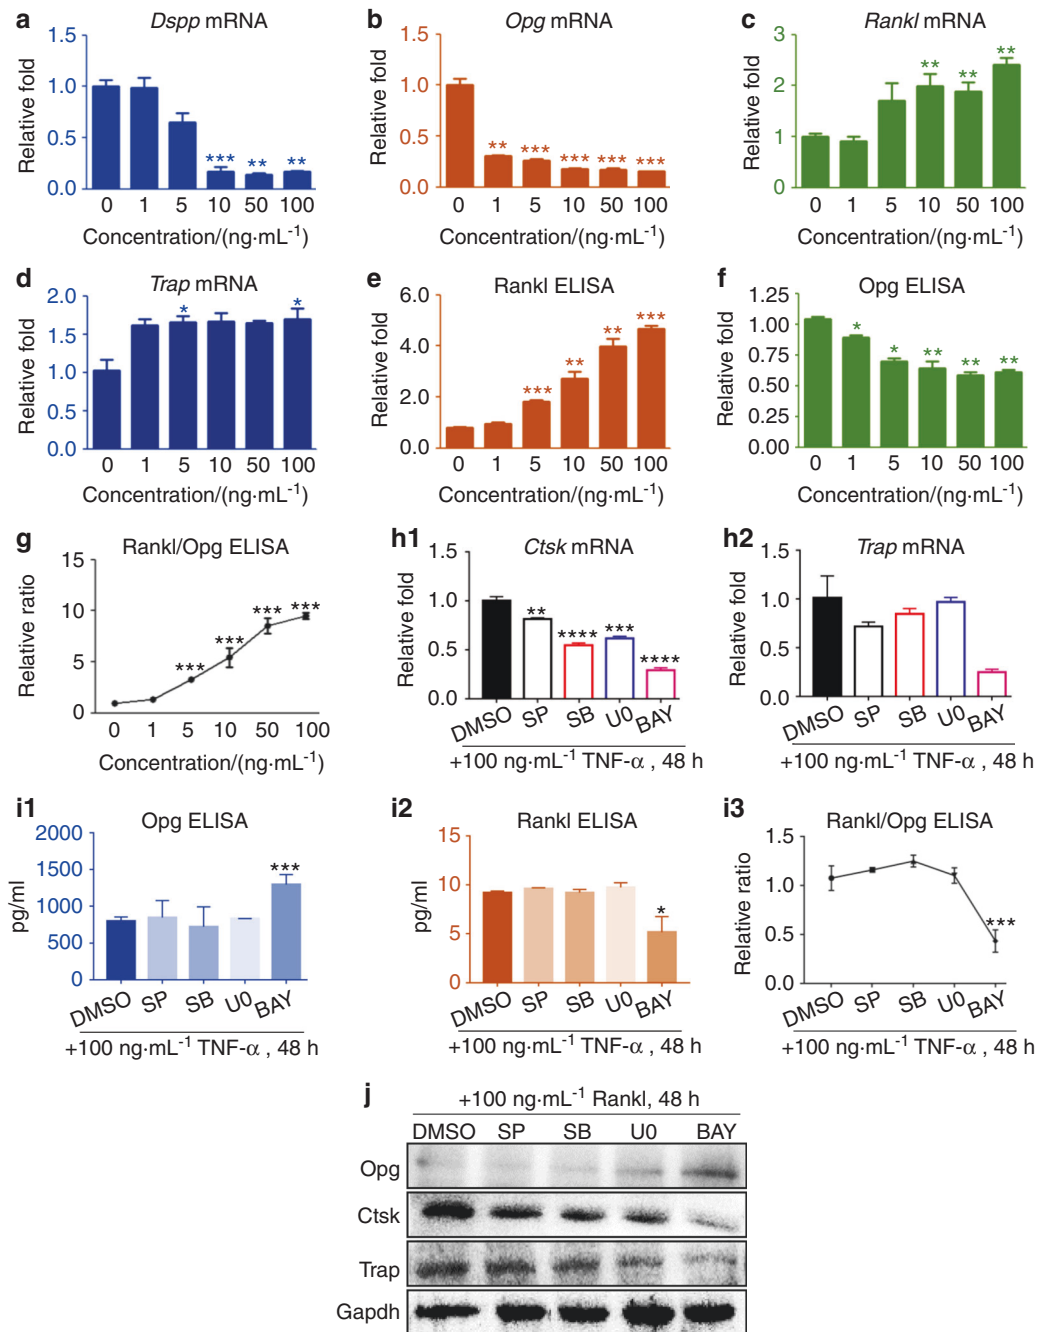 a
Dspp mRNA
1.5
1.0
0.5
0.0
Relative fold
*** ** **
0 1 5 10 50 100
Concentration/(ng·mL-1)
b
Opg mRNA
1.5
1.0
0.5
0.0
Relative fold
** *** *** *** ***
0 1 5 10 50 100
Concentration/(ng·mL-1)
c
Rankl mRNA
3
2
1
0
Relative fold
** ** **
0 1 5 10 50 100
Concentration/(ng·mL-1)
d
Trap mRNA
2.0
1.5
1.0
0.5
0.0
Relative fold
* *
0 1 5 10 50 100
Concentration/(ng·mL-1)
e
Rankl ELISA
6.0
4.0
2.0
0.0
Relative fold
*** ** ** ***
0 1 5 10 50 100
Concentration/(ng·mL-1)
f
Opg ELISA
1.25
1.00
0.75
0.50
0.25
0.00
Relative fold
* * ** ** **
0 1 5 10 50 100
Concentration/(ng·mL-1)
g
Rankl/Opg ELISA
15
10
5
0
Relative ratio
*** *** *** ***
0 1 5 10 50 100
Concentration/(ng·mL-1)
h1
Ctsk mRNA
1.5
1.0
0.5
0.0
Relative fold
** **** *** ****
DMSO SP SB U0 BAY
+100 ng·mL-1 TNF-α , 48 h
h2
Trap mRNA
1.5
1.0
0.5
0.0
Relative fold
DMSO SP SB U0 BAY
+100 ng·mL-1 TNF-α , 48 h
i1
Opg ELISA
2000
1500
1000
500
0
pg/ml
***
DMSO SP SB U0 BAY
+100 ng·mL-1 TNF-α , 48 h
i2
Rankl ELISA
15
10
5
0
pg/ml
*
DMSO SP SB U0 BAY
+100 ng·mL-1 TNF-α , 48 h
i3
Rankl/Opg ELISA
1.5
1.0
0.5
0.0
Relative ratio
***
DMSO SP SB U0 BAY
+100 ng·mL-1 TNF-α , 48 h
j
+100 ng·mL-1 Rankl, 48 h
DMSO SP SB U0 BAY
Opg
Ctsk
Trap
Gapdh